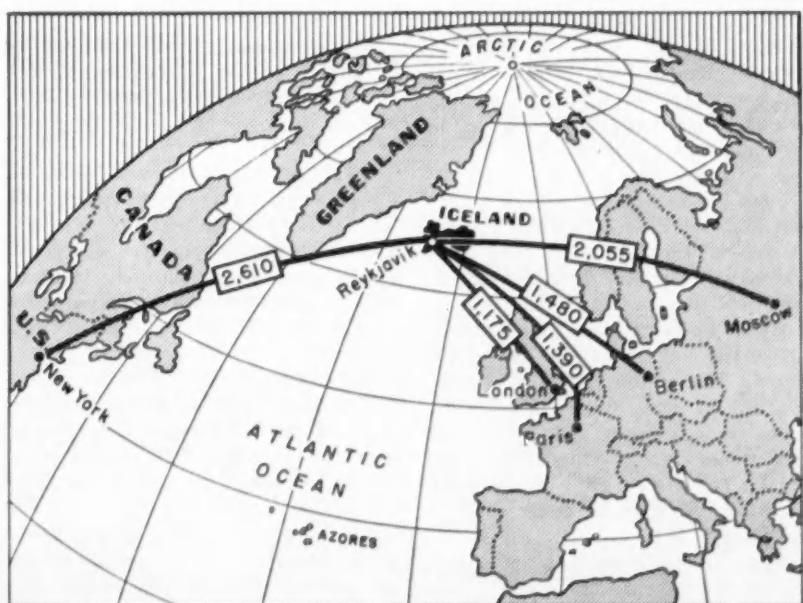 ARCTIC
OCEAN
GREENLAND
CANADA
ICELAND
2,610
Reykjavik
2,055
1,175
1,480
1,390
Moscow
U.S.
New York
London
Berlin
Paris
ATLANTIC
OCEAN
AZORES